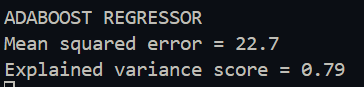 ADABOOST REGRESSOR
Mean squared error = 22.7
Explained variance score = 0.79